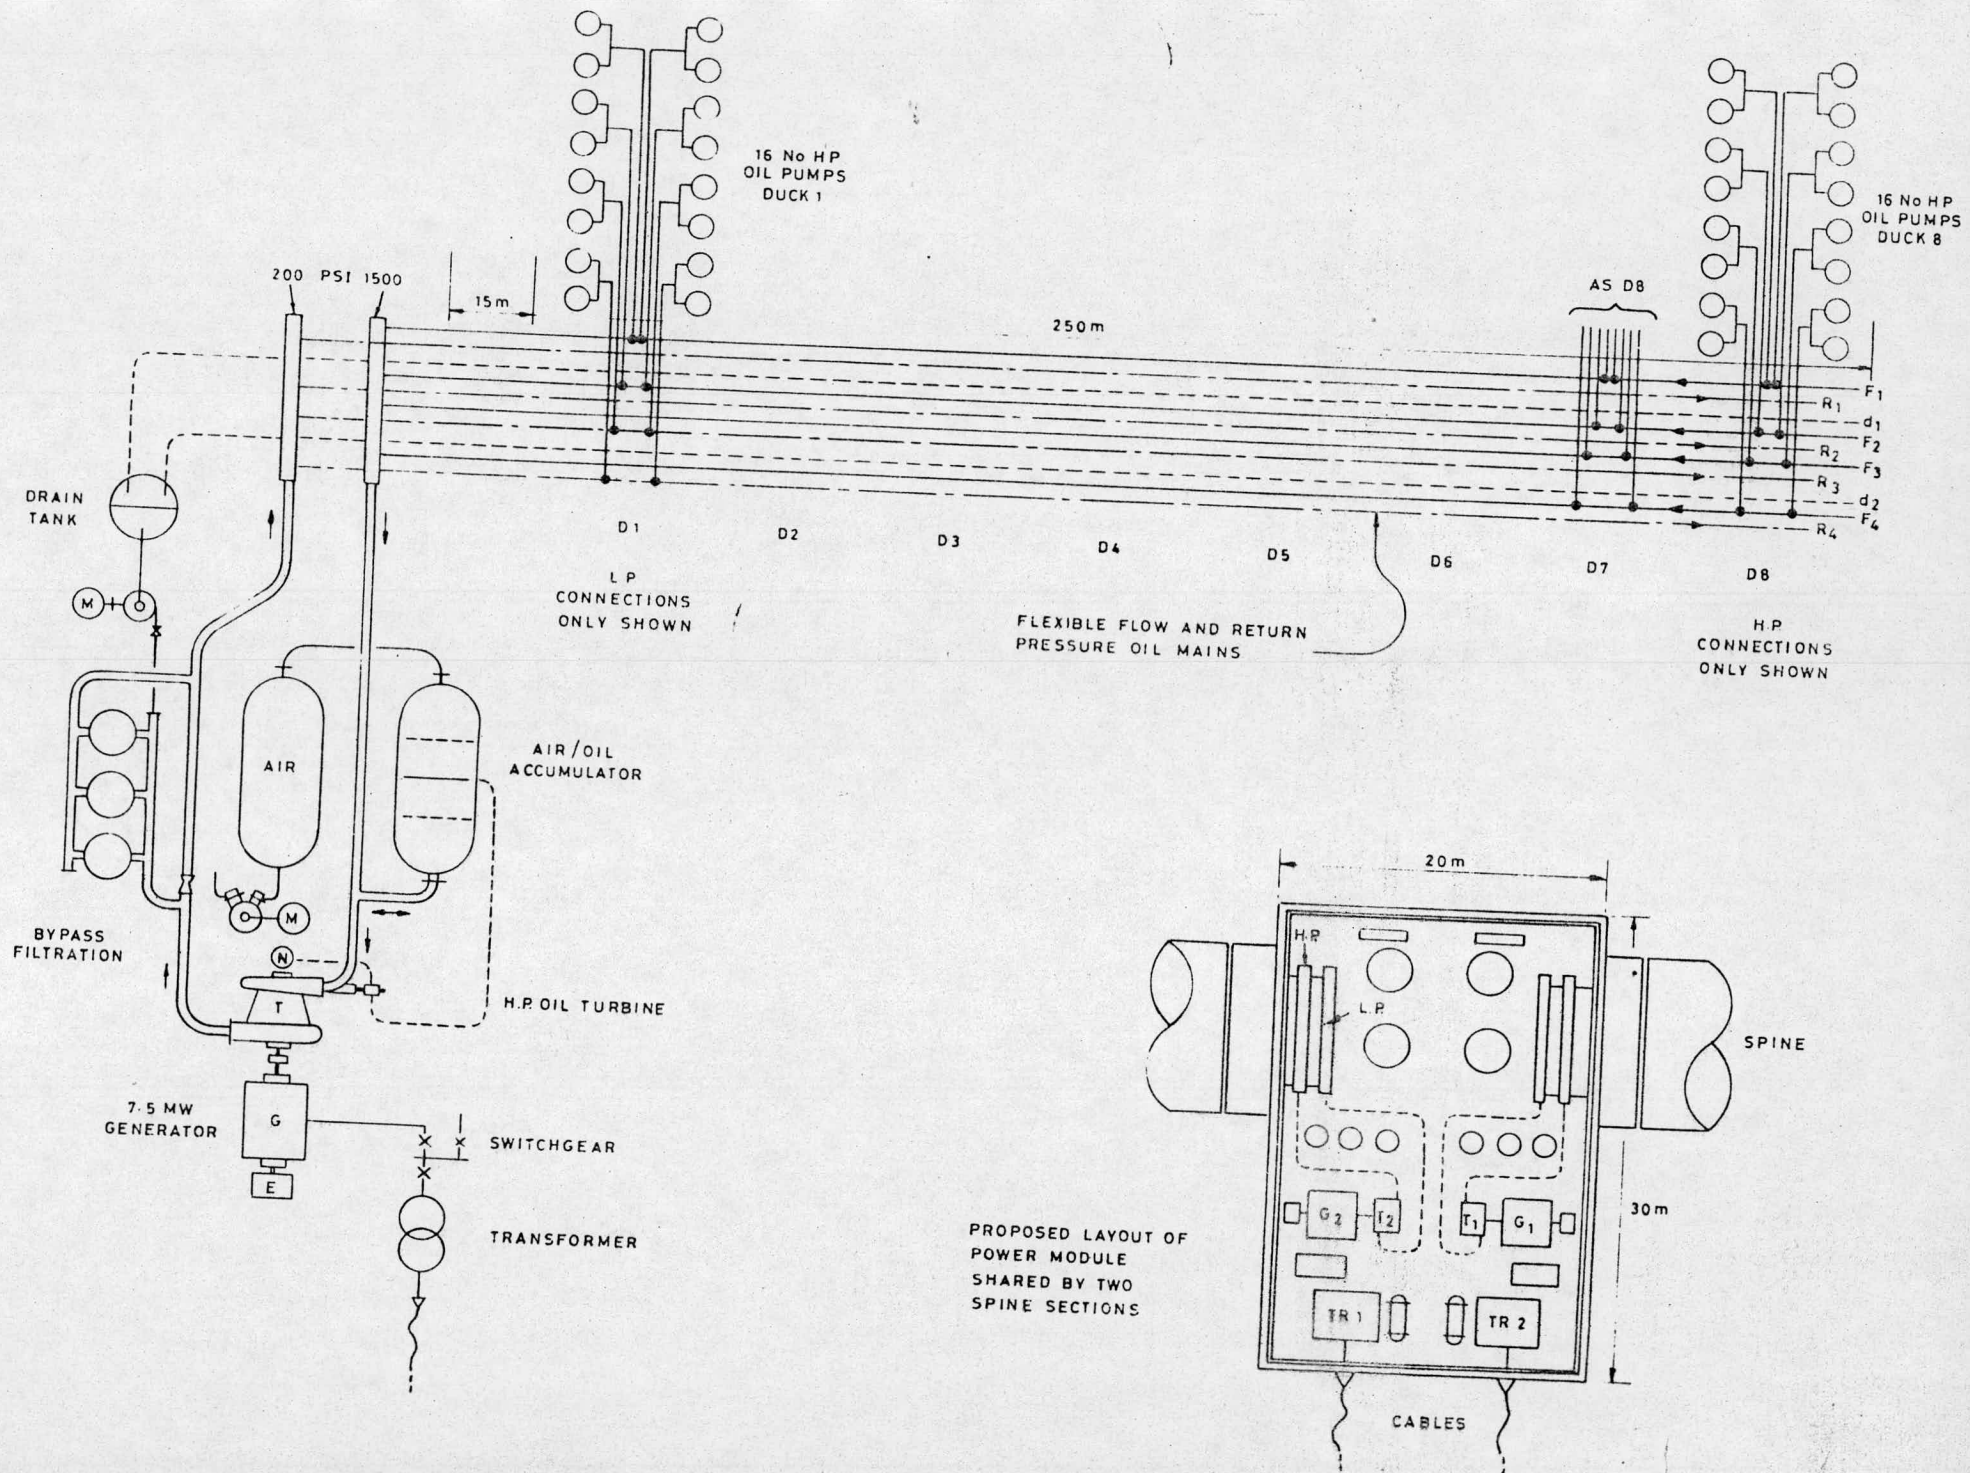 16 No HP
OIL PUMPS
DUCK 1
16 No HP
OIL PUMPS
DUCK 8
200 PSI 1500
15m
250m
AS D8
F1
R1
d1
F2
R2
F3
R3
d2
F4
R4
DRAIN
TANK
M
D1
D2
D3
D4
D5
D6
D7
D8
L P
CONNECTIONS
ONLY SHOWN
FLEXIBLE FLOW AND RETURN
PRESSURE OIL MAINS
H.P.
CONNECTIONS
ONLY SHOWN
AIR
AIR/OIL
ACCUMULATOR
BYPASS
FILTRATION
M
N
T
H.P. OIL TURBINE
7.5 MW
GENERATOR
G
E
SWITCHGEAR
TRANSFORMER
20m
H.P.
L.P.
SPINE
30m
G2
T2
T1
G1
TR 1
TR 2
PROPOSED LAYOUT OF
POWER MODULE
SHARED BY TWO
SPINE SECTIONS
CABLES